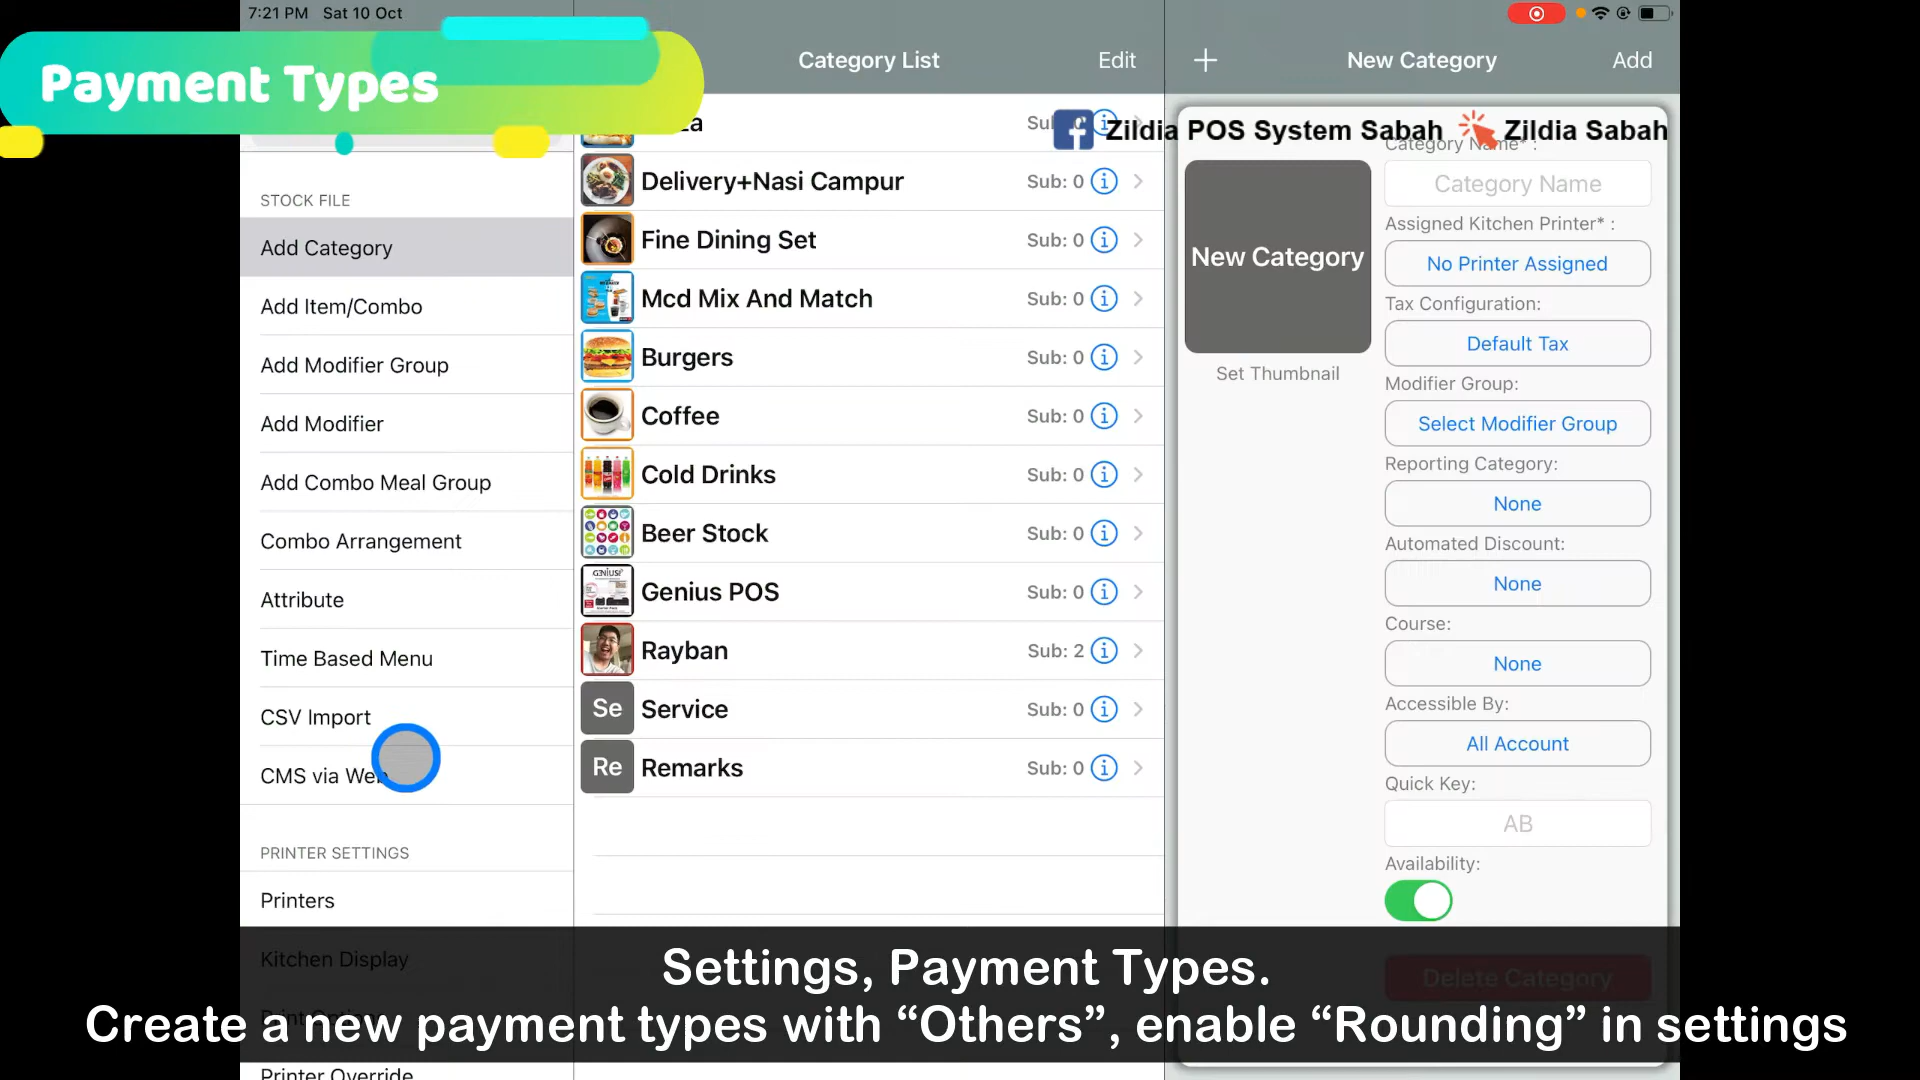 7:21 PM Sat 10 Oct
Payment Types
Category List
Edit
New Category
Add
Zildia POS System Sabah
Zildia Sabah
STOCK FILE
Add Category
Add Item/Combo
Add Modifier Group
Add Modifier
Add Combo Meal Group
Combo Arrangement
Attribute
Time Based Menu
CSV Import
CMS via Web
PRINTER SETTINGS
Printers
Kitchen Display
Print Options
Printer Override
Delivery+Nasi Campur Sub: 0
Fine Dining Set Sub: 0
Mcd Mix And Match Sub: 0
Burgers Sub: 0
Coffee Sub: 0
Cold Drinks Sub: 0
Beer Stock Sub: 0
Genius POS Sub: 0
Rayban Sub: 2
Se Service Sub: 0
Re Remarks Sub: 0
New Category
Set Thumbnail
Category Name* :
Category Name
Assigned Kitchen Printer* :
No Printer Assigned
Tax Configuration:
Default Tax
Modifier Group:
Select Modifier Group
Reporting Category:
None
Automated Discount:
None
Course:
None
Accessible By:
All Account
Quick Key:
AB
Availability:
Delete Category
Settings, Payment Types.
Create a new payment types with “Others”, enable “Rounding” in settings